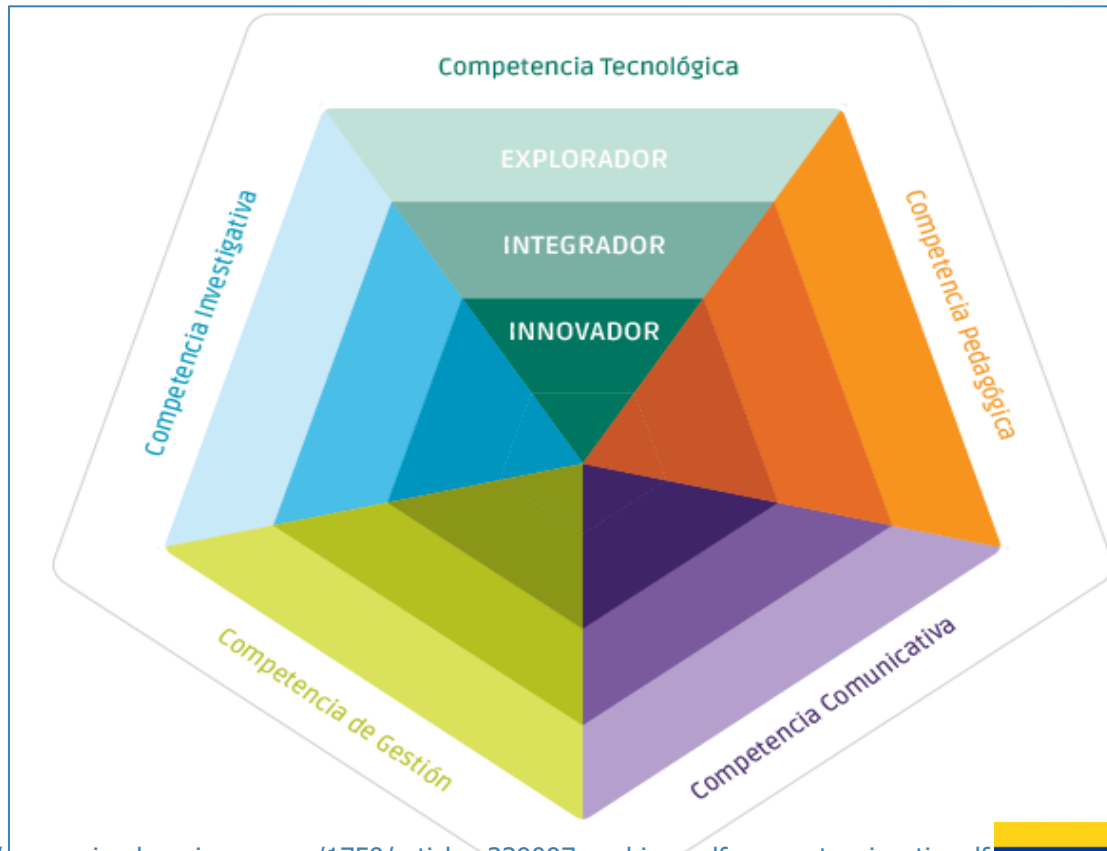 Competencia Tecnológica
EXPLORADOR
INTEGRADOR
INNOVADOR
Competencia Investigativa
Competencia Pedagógica
Competencia de Gestión
Competencia Comunicativa